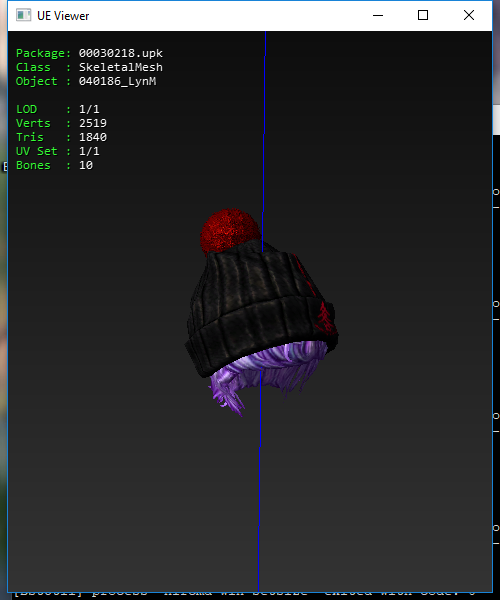 UE Viewer
Package: 00030218.upk
Class : SkeletalMesh
Object : 040186_LynM
LOD : 1/1
Verts : 2519
Tris : 1840
UV Set : 1/1
Bones : 10